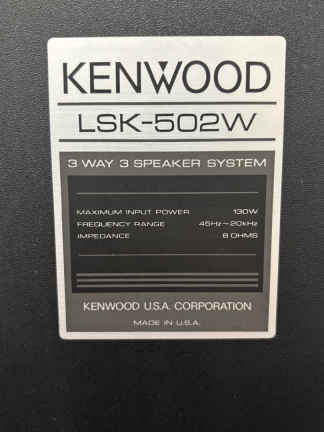 KENWOOD
LSK-502W
3 WAY 3 SPEAKER SYSTEM
MAXIMUM INPUT POWER 130W
FREQUENCY RANGE 45Hz~20kHz
IMPEDANCE 8 OHMS
KENWOOD U.S.A. CORPORATION
MADE IN U.S.A.